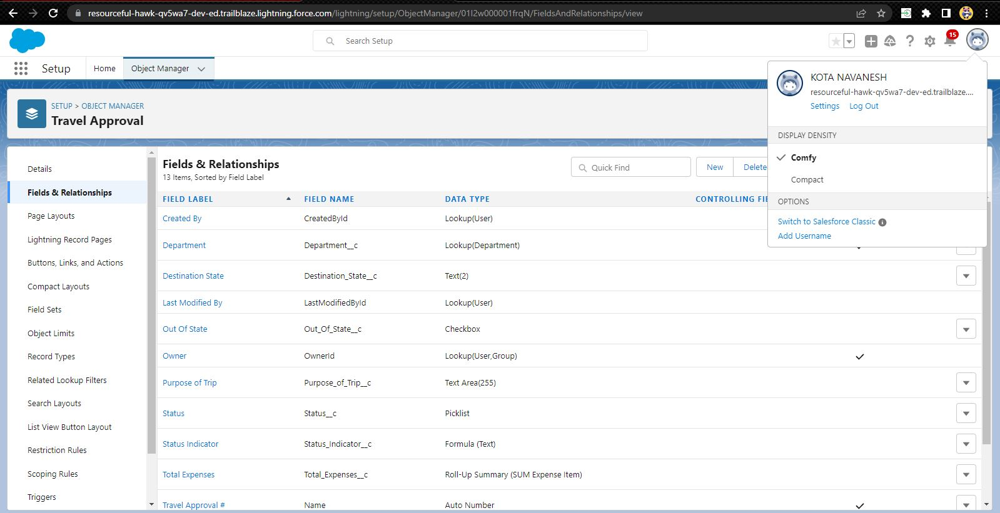 resourceful-hawk-qv5wa7-dev-ed.trailblaze.lightning.force.com/lightning/setup/ObjectManager/01I2w000001frqN/FieldsAndRelationships/view
Search Setup
15
Setup
Home
Object Manager
KOTA NAVANESH
resourceful-hawk-qv5wa7-dev-ed.trailblaze....
Settings Log Out
DISPLAY DENSITY
Comfy
Compact
OPTIONS
Switch to Salesforce Classic
Add Username
SETUP > OBJECT MANAGER
Travel Approval
Details
Fields & Relationships
Page Layouts
Lightning Record Pages
Buttons, Links, and Actions
Compact Layouts
Field Sets
Object Limits
Record Types
Related Lookup Filters
Search Layouts
List View Button Layout
Restriction Rules
Scoping Rules
Triggers
Fields & Relationships
13 Items, Sorted by Field Label
Quick Find
New
Delete
FIELD LABEL FIELD NAME DATA TYPE CONTROLLING FIE
Created By CreatedById Lookup(User)
Department Department__c Lookup(Department)
Destination State Destination_State__c Text(2)
Last Modified By LastModifiedById Lookup(User)
Out Of State Out_Of_State__c Checkbox
Owner OwnerId Lookup(User,Group)
Purpose of Trip Purpose_of_Trip__c Text Area(255)
Status Status__c Picklist
Status Indicator Status_Indicator__c Formula (Text)
Total Expenses Total_Expenses__c Roll-Up Summary (SUM Expense Item)
Travel Approval # Name Auto Number